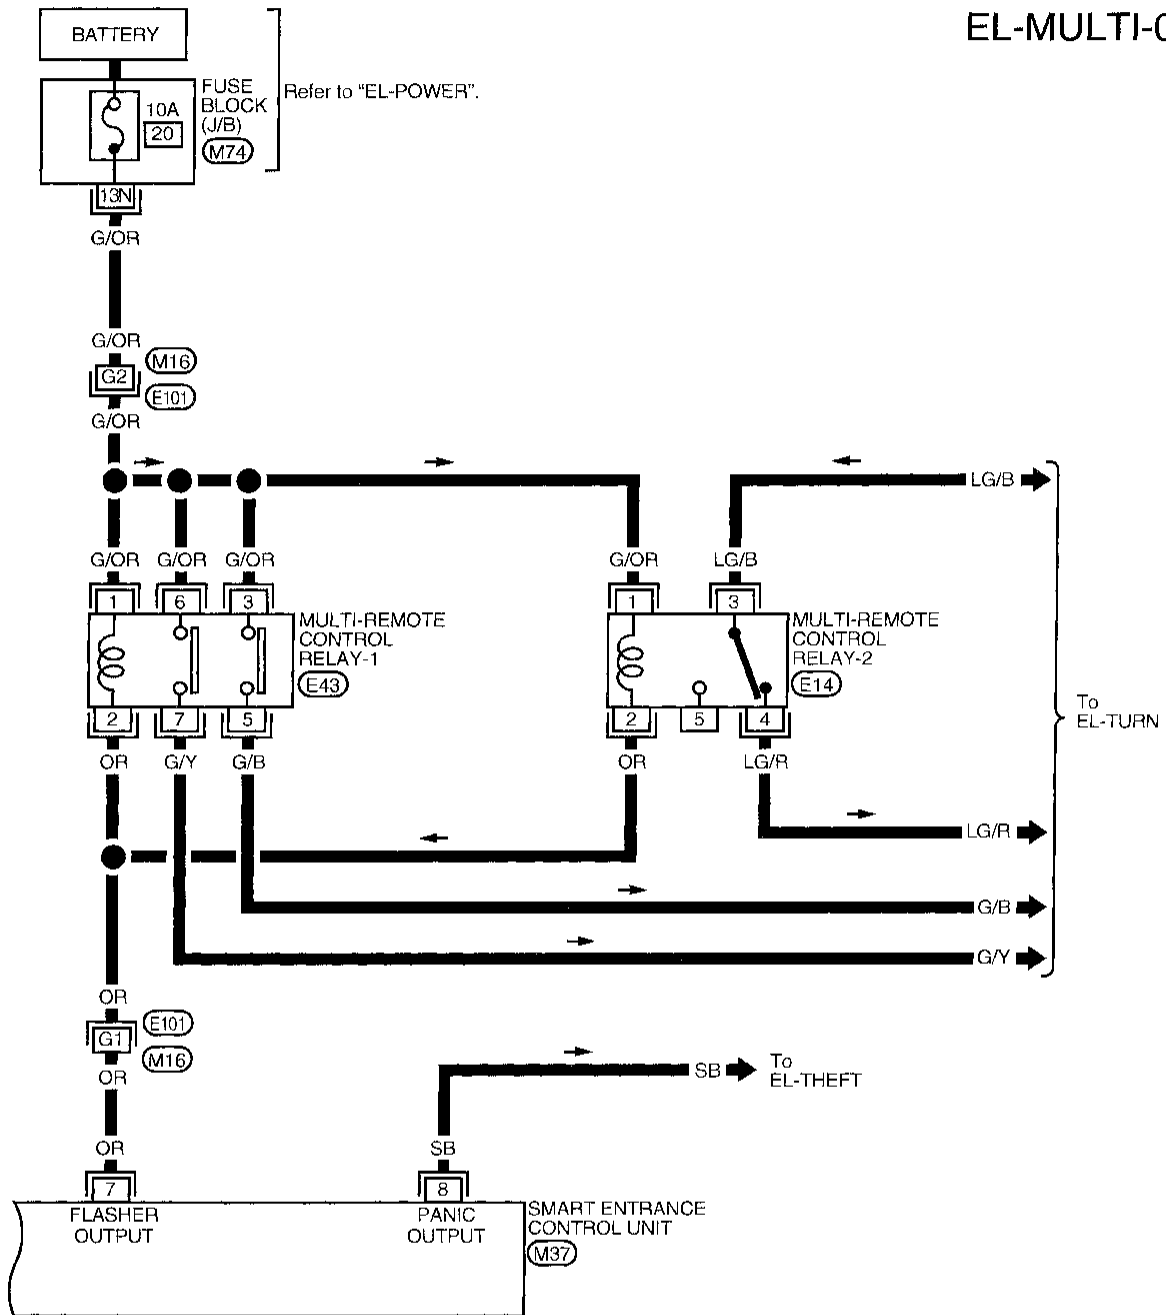 EL-MULTI-0
BATTERY
FUSE
BLOCK
(J/B)
M74
10A
20
Refer to “EL-POWER”.
13N
G/OR
G/OR
G2
M16
E101
G/OR
LG/B
G/OR
G/OR
G/OR
G/OR
LG/B
1
6
3
1
3
MULTI-REMOTE
CONTROL
RELAY-1
E43
MULTI-REMOTE
CONTROL
RELAY-2
E14
2
7
5
2
5
4
To
EL-TURN
OR
G/Y
G/B
OR
LG/R
LG/R
G/B
G/Y
OR
G1
E101
M16
OR
SB
To
EL-THEFT
OR
SB
7
8
FLASHER
OUTPUT
PANIC
OUTPUT
SMART ENTRANCE
CONTROL UNIT
M37